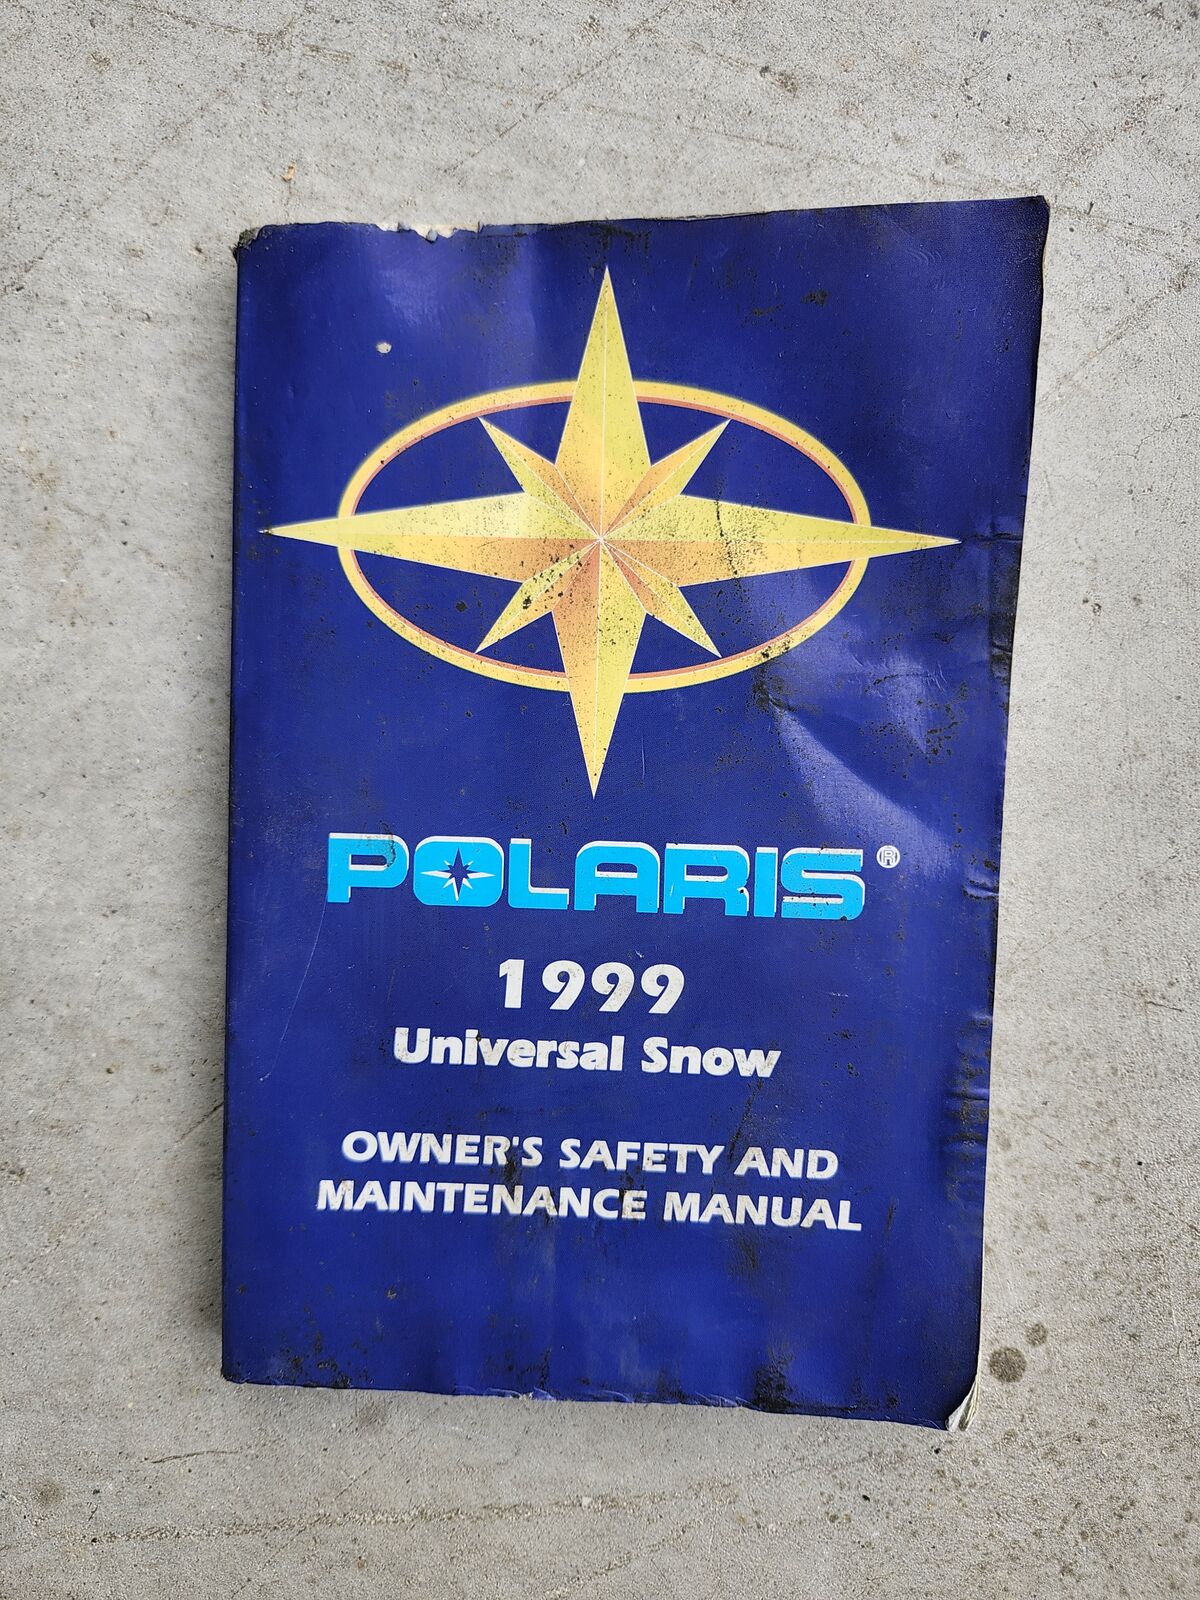 POLARIS®
1999
Universal Snow
OWNER'S SAFETY AND
MAINTENANCE MANUAL